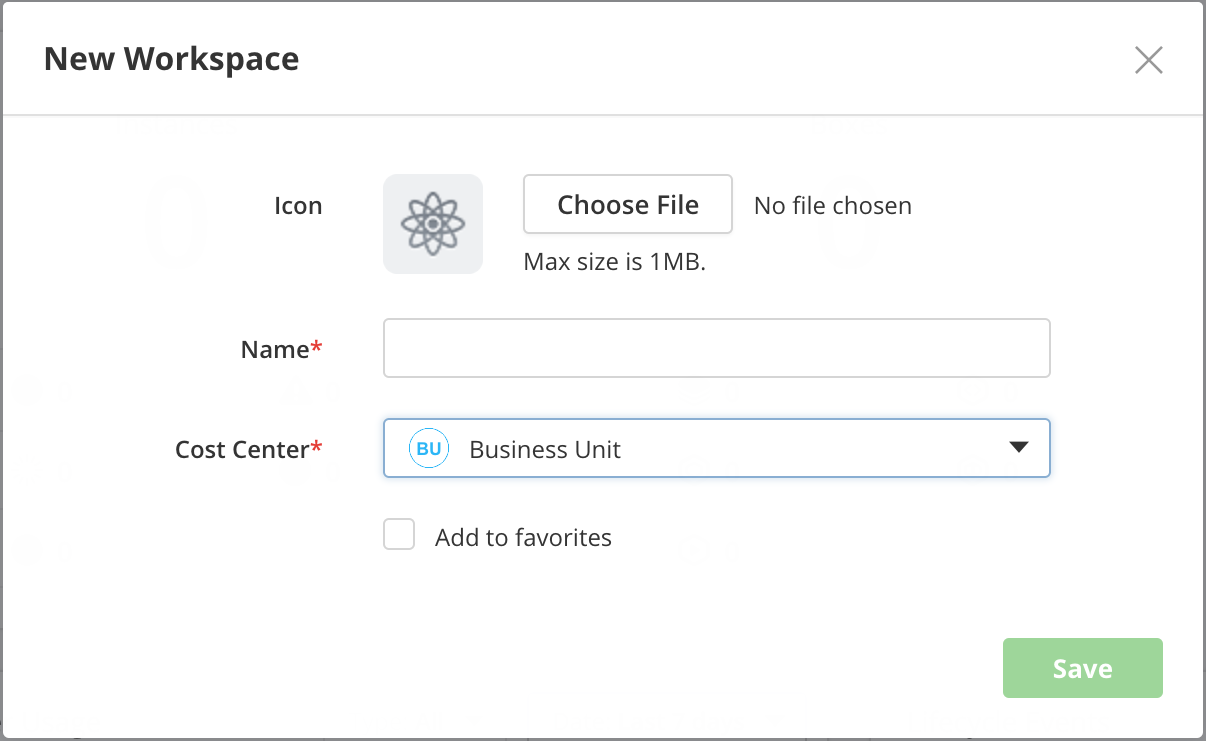 New Workspace
Icon
Choose File
No file chosen
Max size is 1MB.
Name*
Cost Center*
BU
Business Unit
Add to favorites
Save